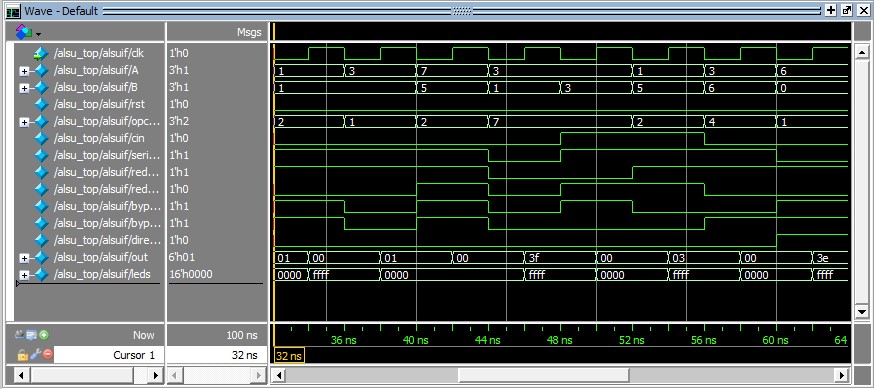 Wave - Default
Msgs
/alsu_top/alsuif/clk 1'h0
/alsu_top/alsuif/A 3'h1 1 3 7 3 1 3 6
/alsu_top/alsuif/B 3'h1 1 5 1 3 5 6 0
/alsu_top/alsuif/rst 1'h0
/alsu_top/alsuif/opc... 3'h2 2 1 2 7 2 4 1
/alsu_top/alsuif/cin 1'h0
/alsu_top/alsuif/seri... 1'h1
/alsu_top/alsuif/red... 1'h1
/alsu_top/alsuif/red... 1'h0
/alsu_top/alsuif/byp... 1'h1
/alsu_top/alsuif/byp... 1'h1
/alsu_top/alsuif/dire... 1'h0
/alsu_top/alsuif/out 6'h01 01 00 01 00 3f 00 03 00 3e
/alsu_top/alsuif/leds 16'h0000 0000 ffff 0000 ffff 0000 ffff 0000 ffff
Now 100 ns 36 ns 40 ns 44 ns 48 ns 52 ns 56 ns 60 ns 64
Cursor 1 32 ns 32 ns